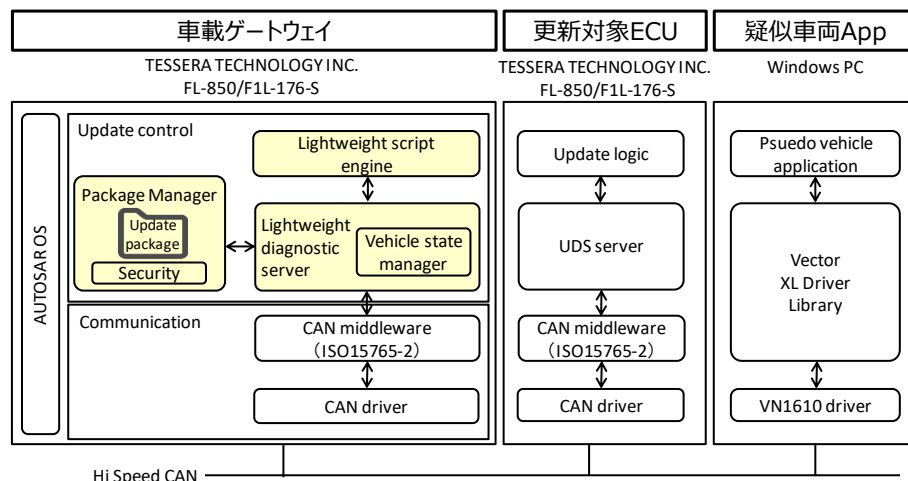 車載ゲートウェイ
更新対象ECU
疑似車両App
TESSERA TECHNOLOGY INC.
FL-850/F1L-176-S
TESSERA TECHNOLOGY INC.
FL-850/F1L-176-S
Windows PC
AUTOSAR OS
Update control
Lightweight script
engine
Package Manager
Update
package
Security
Lightweight
diagnostic
server
Vehicle state
manager
Communication
CAN middleware
（ISO15765-2）
CAN driver
Update logic
UDS server
CAN middleware
（ISO15765-2）
CAN driver
Psuedo vehicle
application
Vector
XL Driver
Library
VN1610 driver
Hi Speed CAN